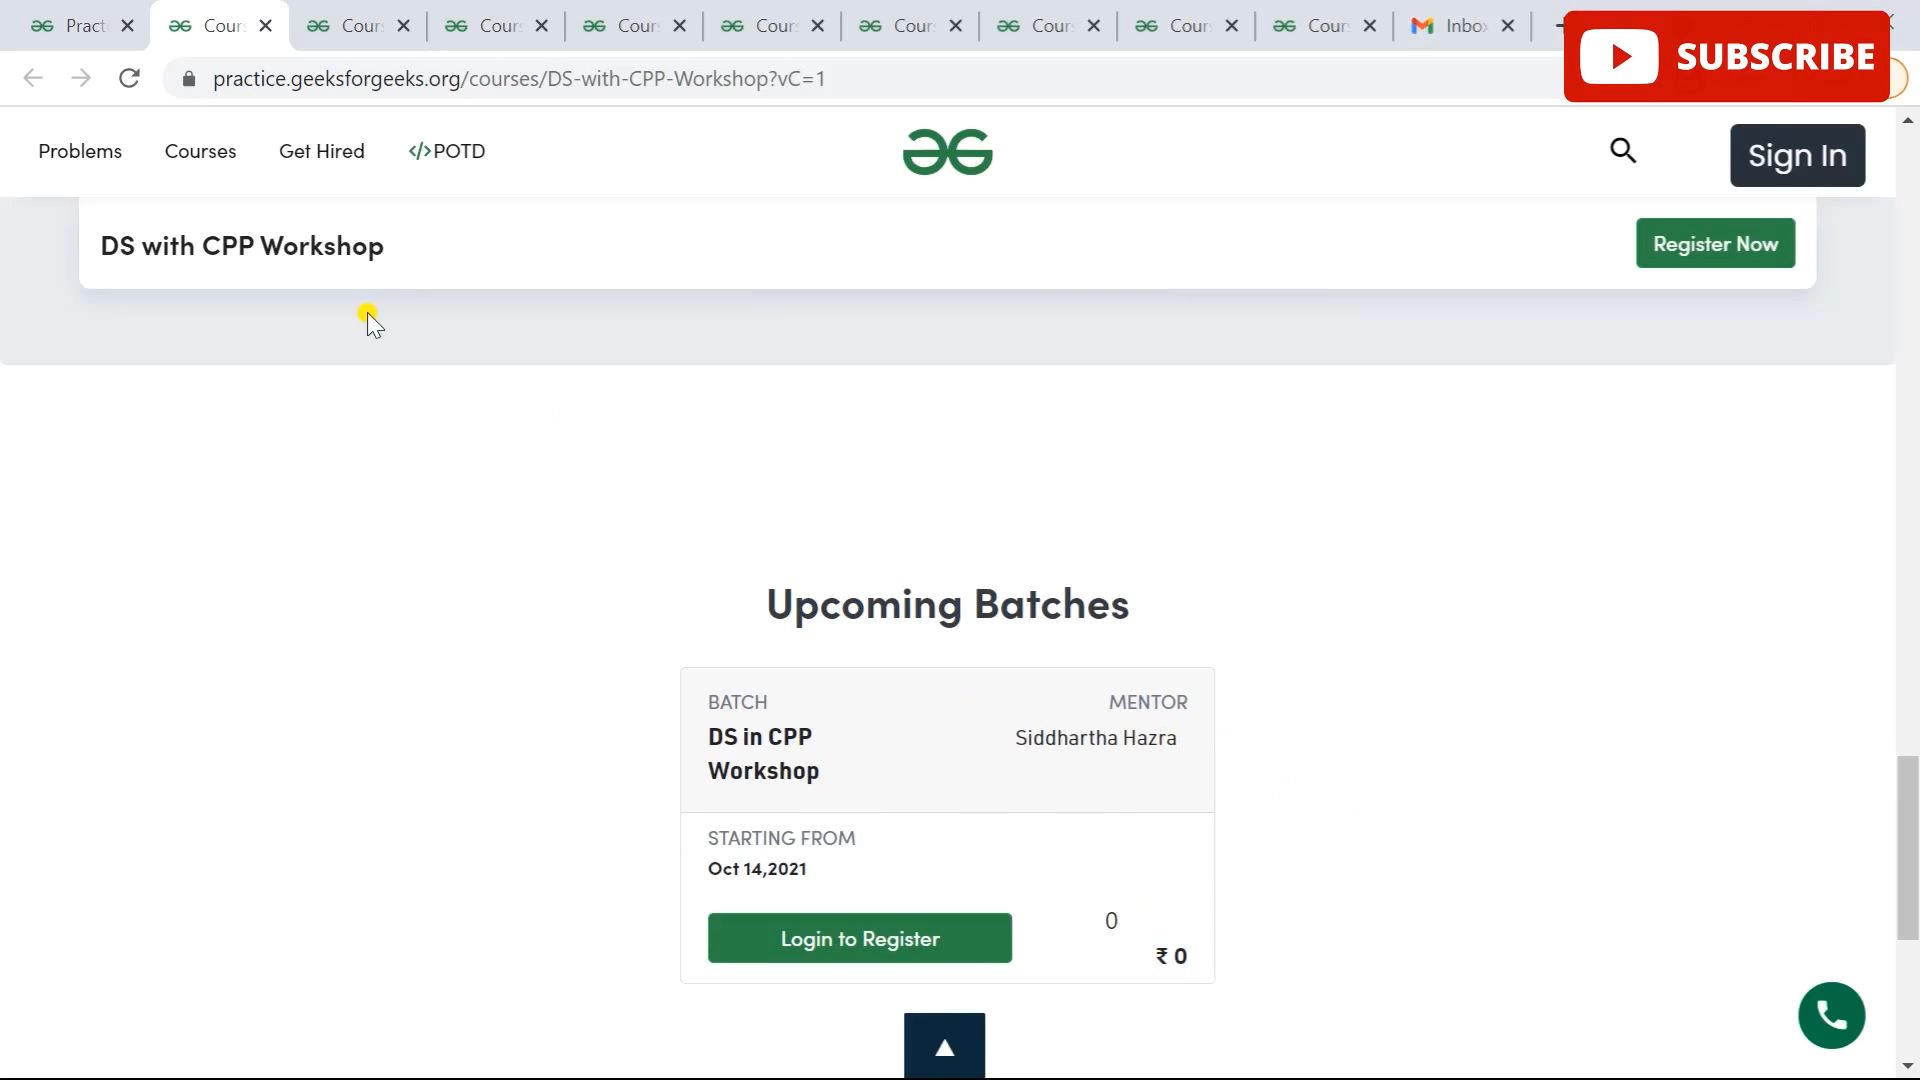 Pract Cour Cour Cour Cour Cour Cour Cour Cour Cour Inbo
SUBSCRIBE
practice.geeksforgeeks.org/courses/DS-with-CPP-Workshop?vC=1
Problems Courses Get Hired </>POTD Sign In
DS with CPP Workshop Register Now
Upcoming Batches
BATCH MENTOR
DS in CPP Siddhartha Hazra
Workshop
STARTING FROM
Oct 14,2021
Login to Register 0
₹ 0